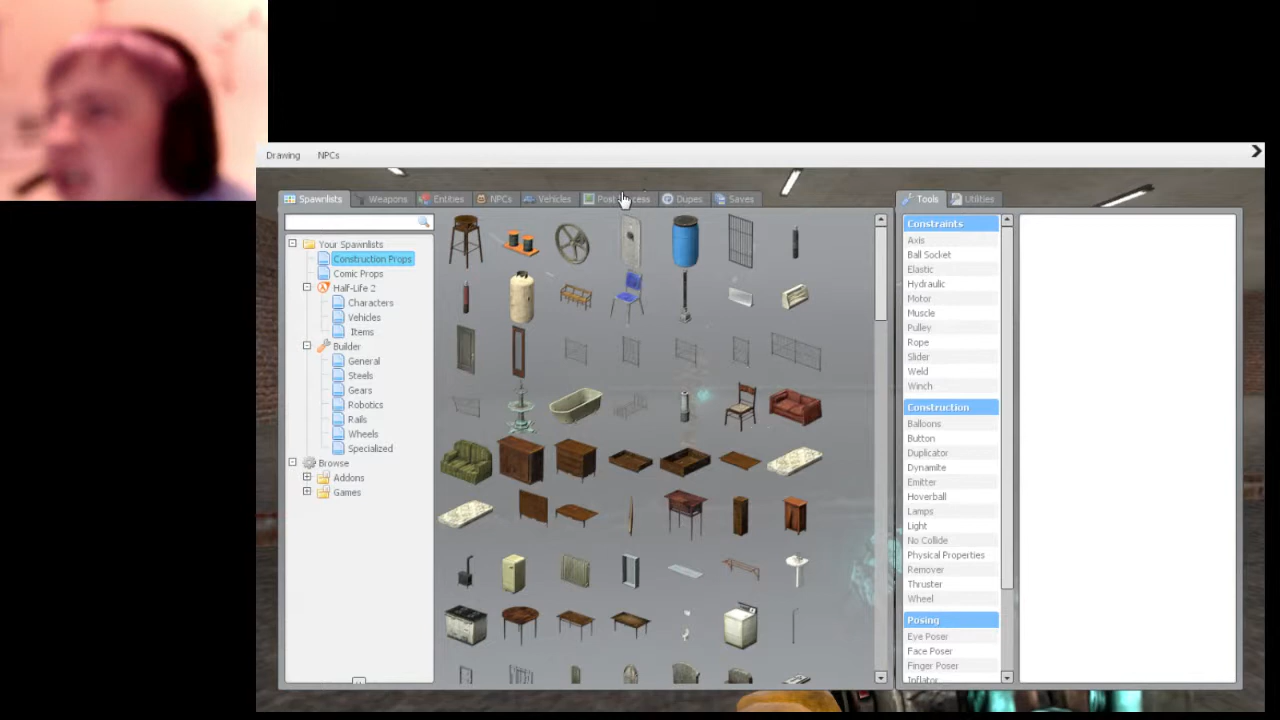 Drawing NPCs
Spawnlists Weapons Entities NPCs Vehicles Post Process Dupes Saves
Tools Utilities
Your Spawnlists
Construction Props
Comic Props
Half-Life 2
Characters
Vehicles
Items
Builder
General
Steels
Gears
Robotics
Rails
Wheels
Specialized
Browse
Addons
Games
Constraints
Axis
Ball Socket
Elastic
Hydraulic
Motor
Muscle
Pulley
Rope
Slider
Weld
Winch
Construction
Balloons
Button
Duplicator
Dynamite
Emitter
Hoverball
Lamps
Light
No Collide
Physical Properties
Remover
Thruster
Wheel
Posing
Eye Poser
Face Poser
Finger Poser
Inflator